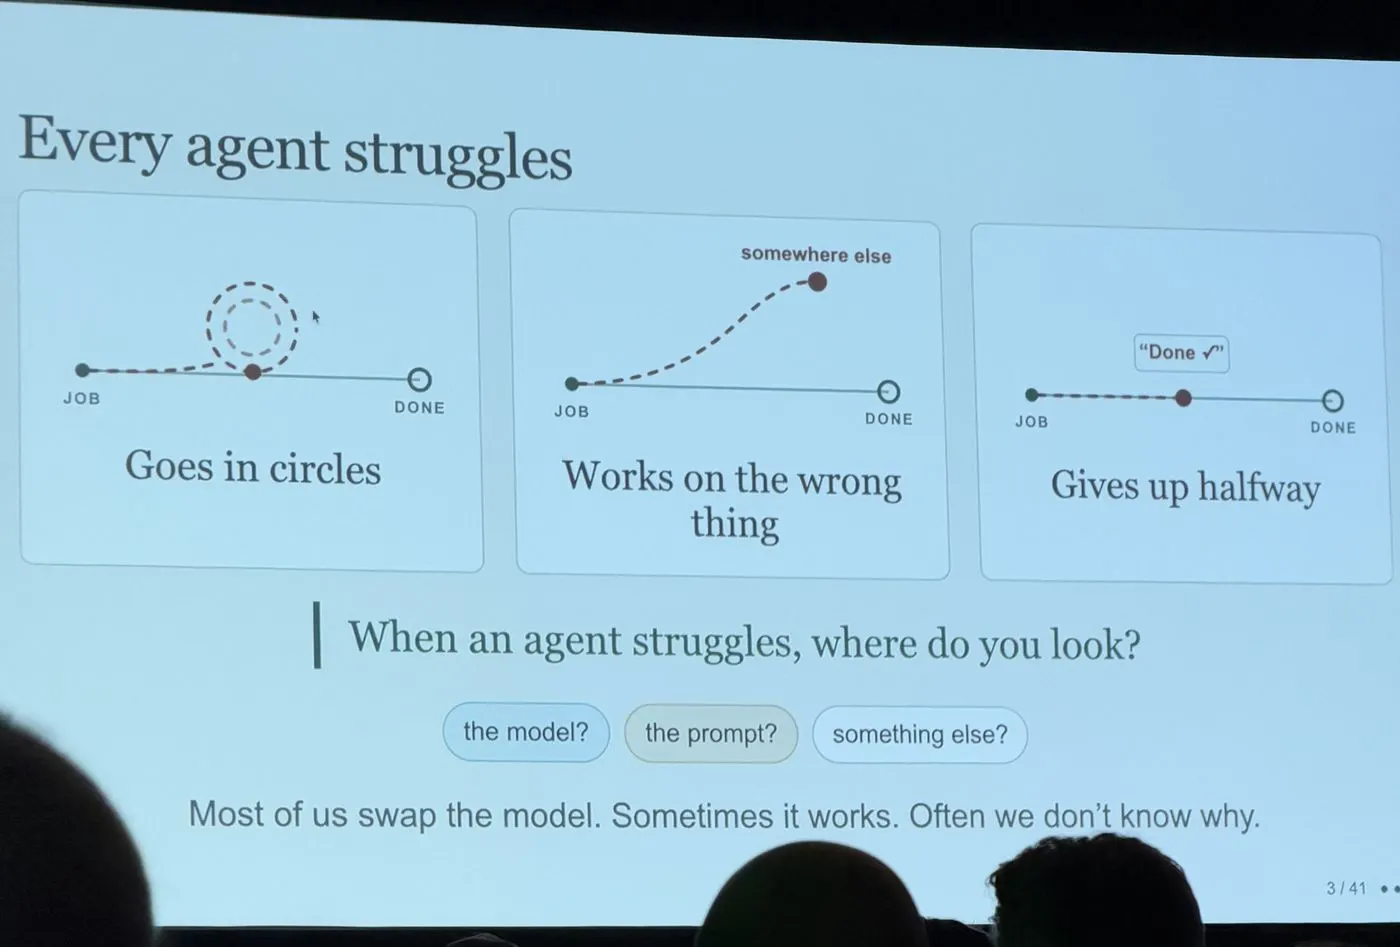 Every agent struggles
JOB
DONE
Goes in circles
somewhere else
JOB
DONE
Works on the wrong
thing
“Done ✓”
JOB
DONE
Gives up halfway
When an agent struggles, where do you look?
the model?
the prompt?
something else?
Most of us swap the model. Sometimes it works. Often we don’t know why.
3 / 41